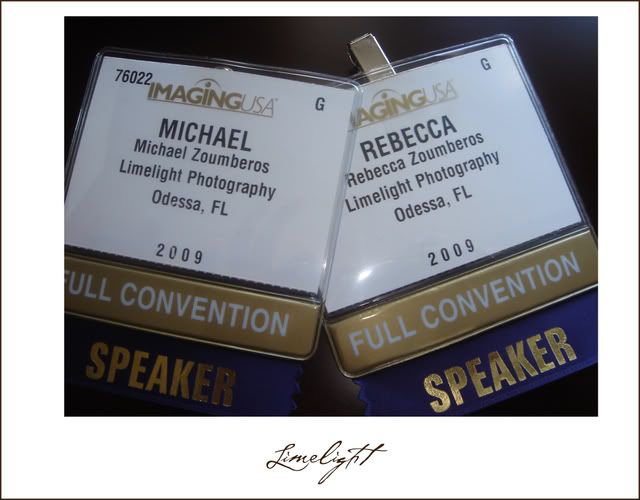 76022
IMAGINGUSA
G
MICHAEL
Michael Zoumberos
Limelight Photography
Odessa, FL
2009
FULL CONVENTION
SPEAKER
G
AGINGUSA
REBECCA
Rebecca Zoumberos
Limelight Photography
Odessa, FL
2009
FULL CONVENTION
SPEAKER
Limelight